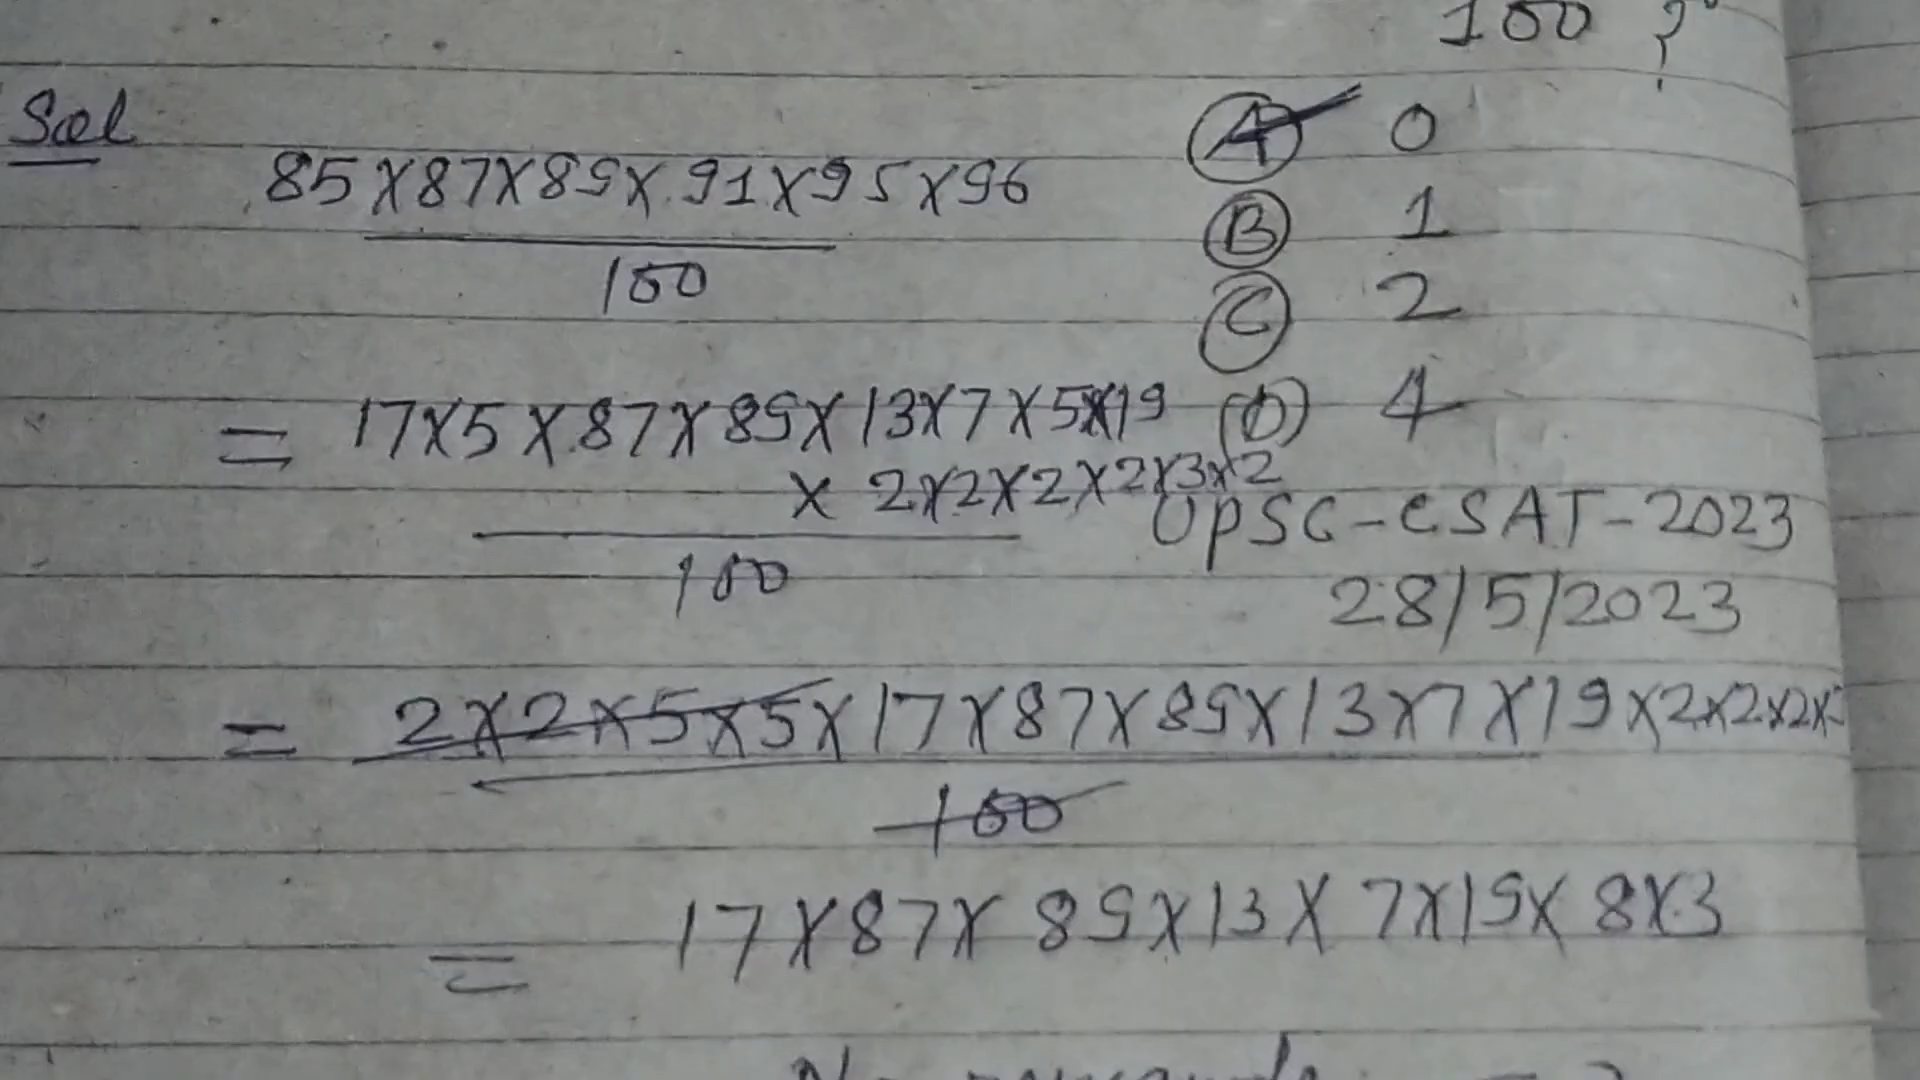 100 ?
Sol
A 0
85 X 87 X 89 X 91 X 95 X 96
100
B 1
C 2
= 17 X 5 X 87 X 89 X 13 X 7 X 5 X 19
(D) 4
X 2 X 2 X 2 X 2 X 3 X 2
100
UPSC-CSAT-2023
28/5/2023
= 2 X 2 X 5 X 5 X 17 X 87 X 89 X 13 X 7 X 19 X 2 X 2 X 2 X
100
= 17 X 87 X 89 X 13 X 7 X 19 X 8 X 3
No